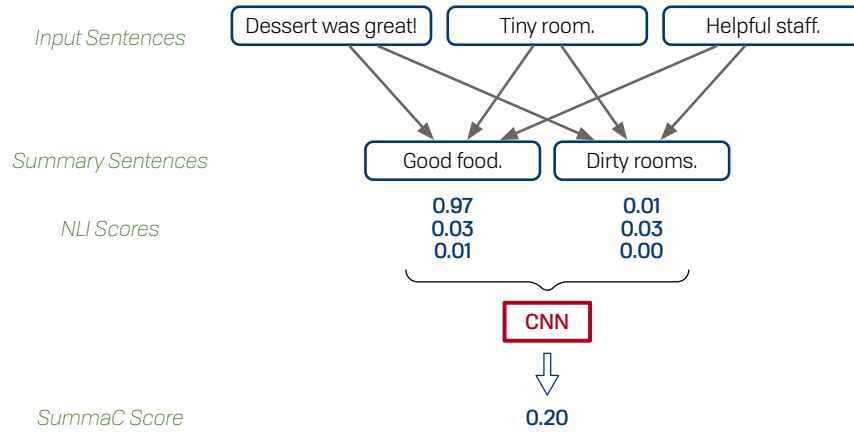 Input Sentences
Dessert was great!
Tiny room.
Helpful staff.
Summary Sentences
Good food.
Dirty rooms.
NLI Scores
0.97
0.03
0.01
0.01
0.03
0.00
CNN
SummaC Score
0.20